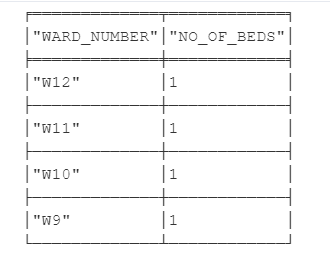 "WARD_NUMBER"|"NO_OF_BEDS"
"W12" |1
"W11" |1
"W10" |1
"W9" |1